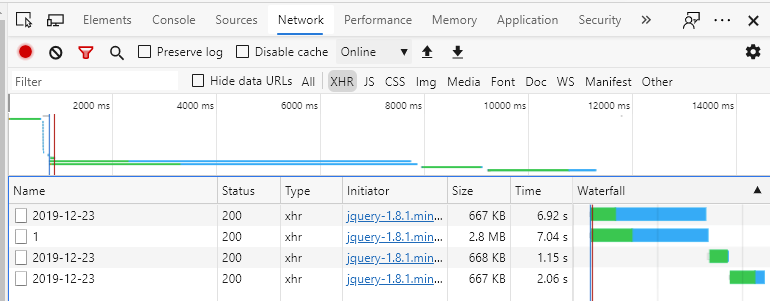 Elements Console Sources Network Performance Memory Application Security
Preserve log Disable cache Online
Filter Hide data URLs All XHR JS CSS Img Media Font Doc WS Manifest Other
2000 ms 4000 ms 6000 ms 8000 ms 10000 ms 12000 ms 14000 ms
Name Status Type Initiator Size Time Waterfall
2019-12-23 200 xhr jquery-1.8.1.min,... 667 KB 6.92 s
1 200 xhr jquery-1.8.1.min,... 2.8 MB 7.04 s
2019-12-23 200 xhr jquery-1.8.1.min,... 668 KB 1.15 s
2019-12-23 200 xhr jquery-1.8.1.min,... 667 KB 2.06 s